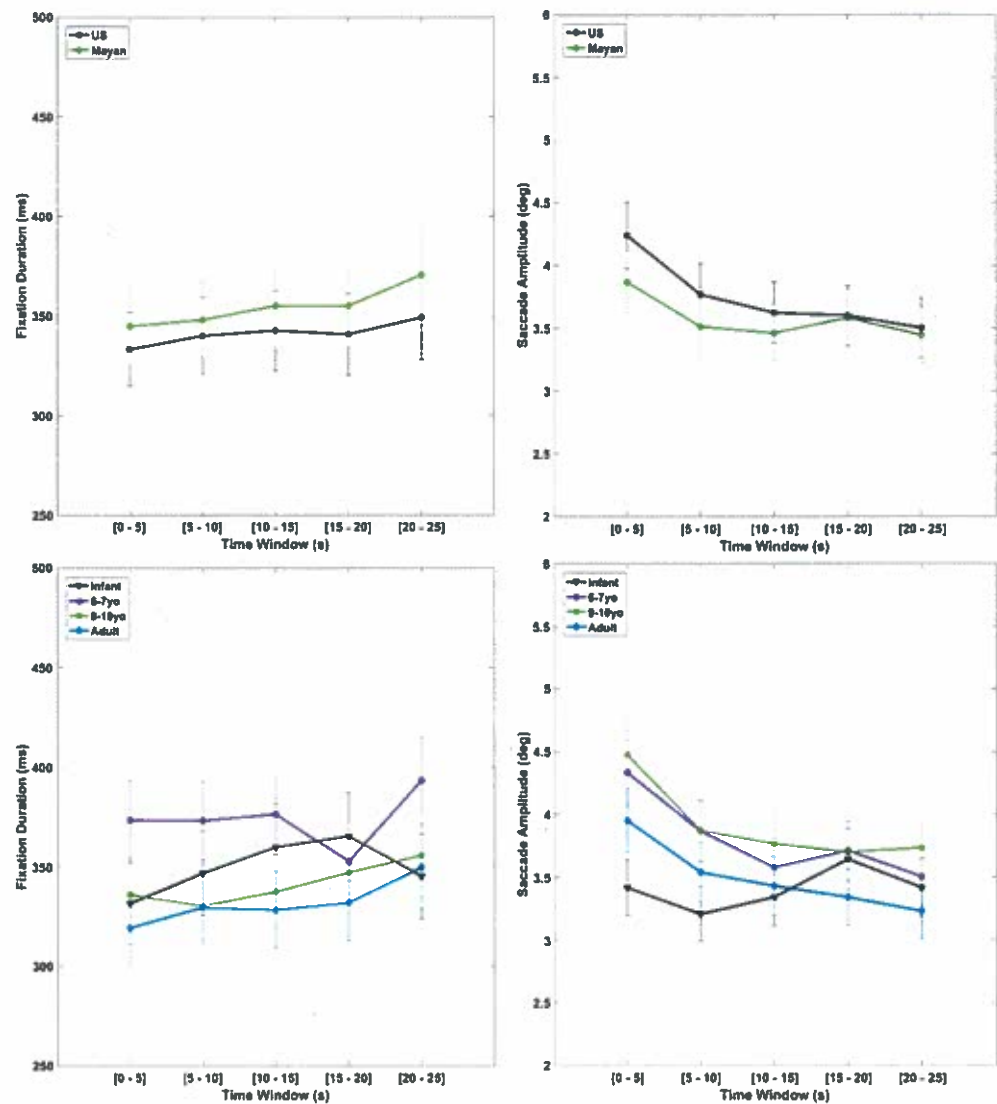 500
450
400
350
300
250
Fixation Duration (ms)
US
Mayan
[0 - 5] [5 - 10] [10 - 15] [15 - 20] [20 - 25]
Time Window (s)
6
5.5
5
4.5
4
3.5
3
2.5
2
Saccade Amplitude (deg)
US
Mayan
[0 - 5] [5 - 10] [10 - 15] [15 - 20] [20 - 25]
Time Window (s)
500
450
400
350
300
250
Fixation Duration (ms)
Infant
6-7yo
9-10yo
Adult
[0 - 5] [5 - 10] [10 - 15] [15 - 20] [20 - 25]
Time Window (s)
6
5.5
5
4.5
4
3.5
3
2.5
2
Saccade Amplitude (deg)
Infant
6-7yo
9-10yo
Adult
[0 - 5] [5 - 10] [10 - 15] [15 - 20] [20 - 25]
Time Window (s)